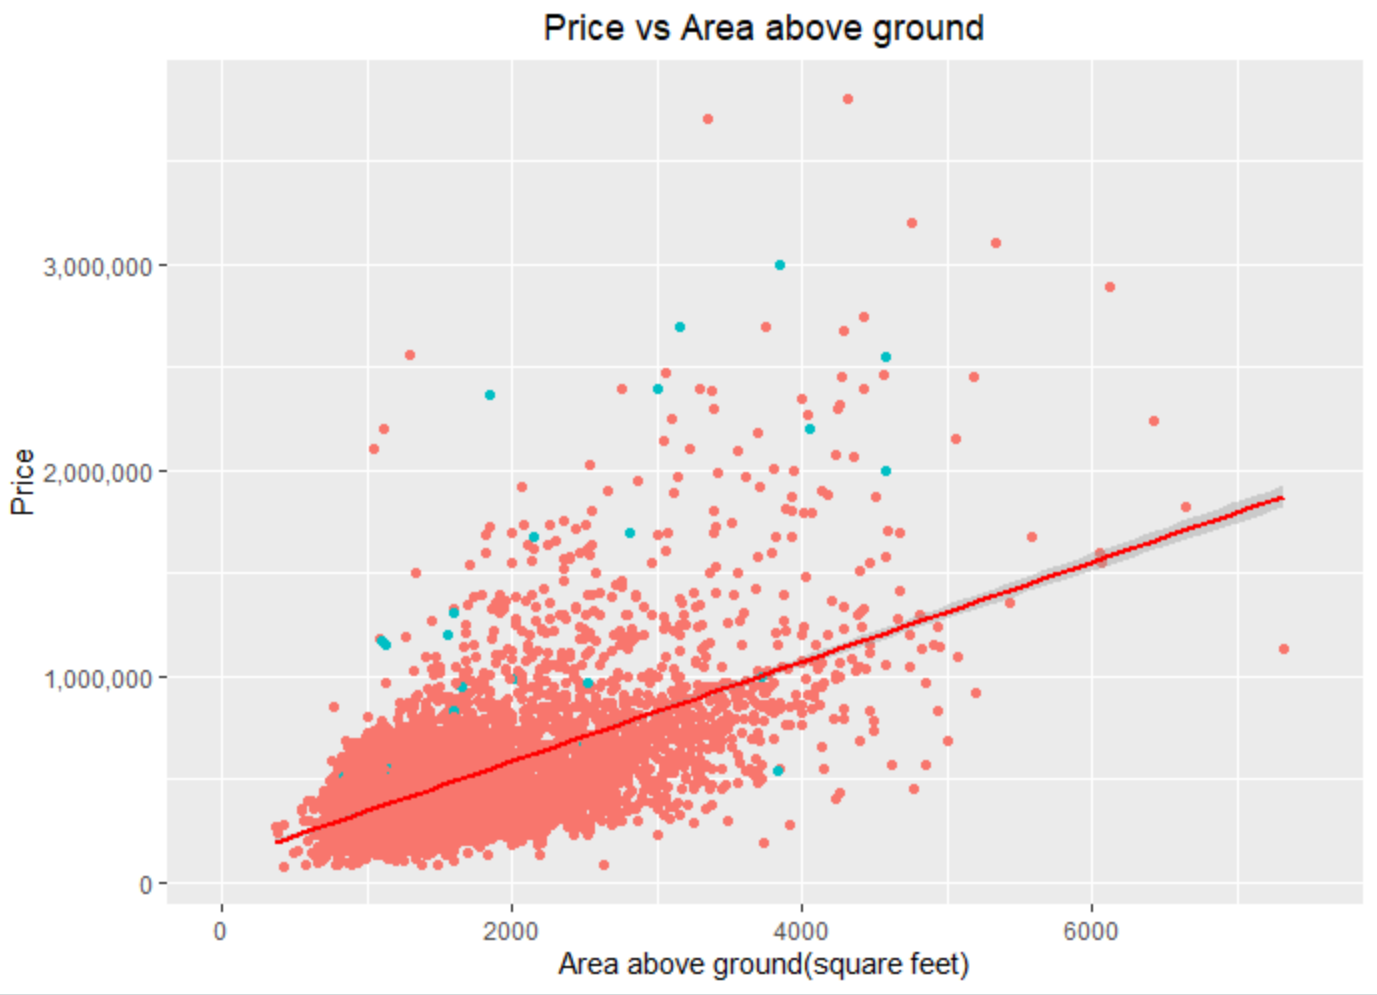 Price vs Area above ground
Price
3,000,000
2,000,000
1,000,000
0
0 2000 4000 6000
Area above ground(square feet)